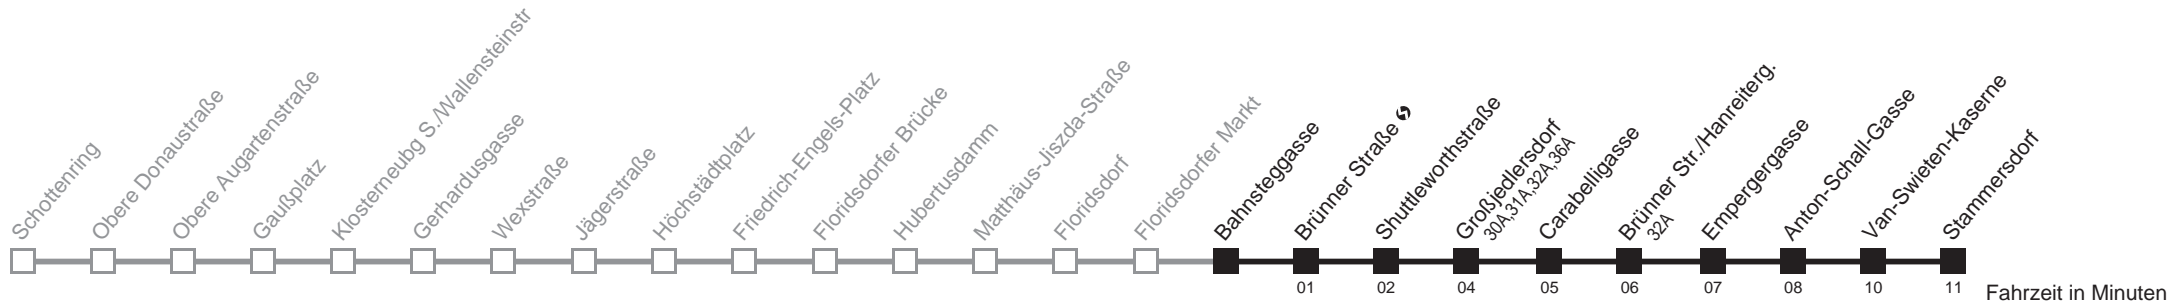 Schottenring
Obere Donaustraße
Obere Augartenstraße
Gaußplatz
Klosterneubg S./Wallensteinstr
Gerhardusgasse
Wexstraße
Jägerstraße
Höchstädtplatz
Friedrich-Engels-Platz
Floridsdorfer Brücke
Hubertusdamm
Matthäus-Jiszda-Straße
Floridsdorf
Floridsdorfer Markt
Bahnsteggasse
Brünner Straße
Shuttleworthstraße
Großjedlersdorf
30A,31A,32A,36A
Carabelligasse
Brünner Str./Hanreiterg.
32A
Empergergasse
Anton-Schall-Gasse
Van-Swieten-Kaserne
Stammersdorf
01 02 04 05 06 07 08 10 11 Fahrzeit in Minuten